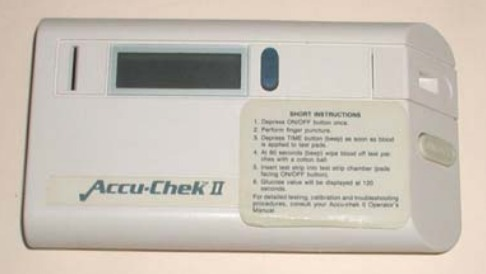 SHORT INSTRUCTIONS
1. Depress ON/OFF button once.
2. Perform finger puncture.
3. Depress TIME button (beep) as soon as blood
is applied to test pads.
4. At 60 seconds (beep) wipe blood off test pat-
ches with a cotton ball.
5. Insert test strip into test strip chamber (pads
facing ON/OFF button).
6. Glucose value will be displayed at 120
seconds.
For detailed testing, calibration and troubleshooting
procedures, consult your Accu-chek II Operator's
Manual.
Accu-Chek II